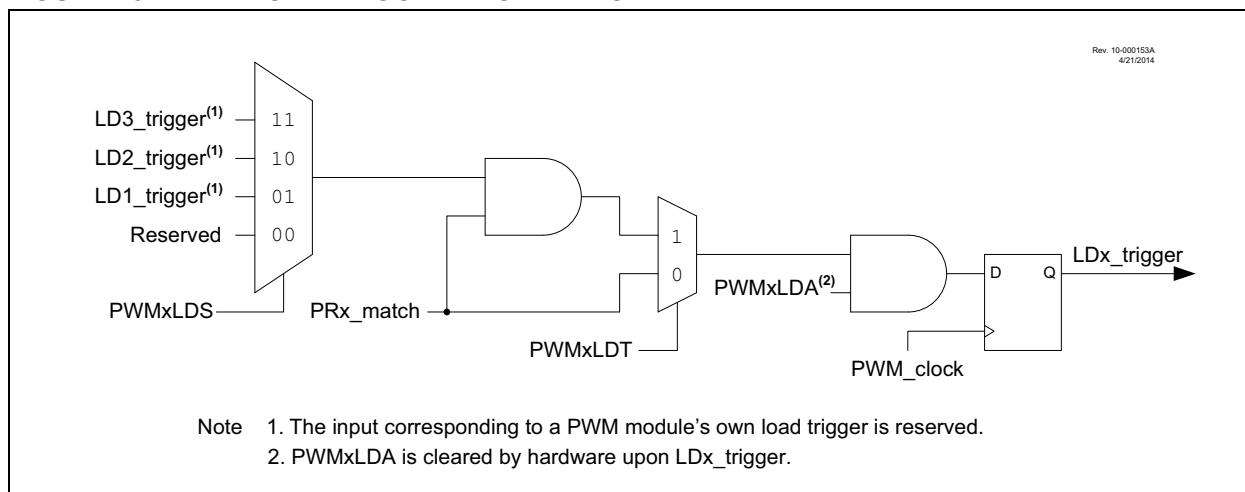 Rev. 10-000153A
4/21/2014
LD3_trigger(1) 11
LD2_trigger(1) 10
LD1_trigger(1) 01
Reserved 00
PWMxLDS
PRx_match
1
0
PWMxLDT
PWMxLDA(2)
D Q
LDx_trigger
PWM_clock
Note 1. The input corresponding to a PWM module's own load trigger is reserved.
2. PWMxLDA is cleared by hardware upon LDx_trigger.